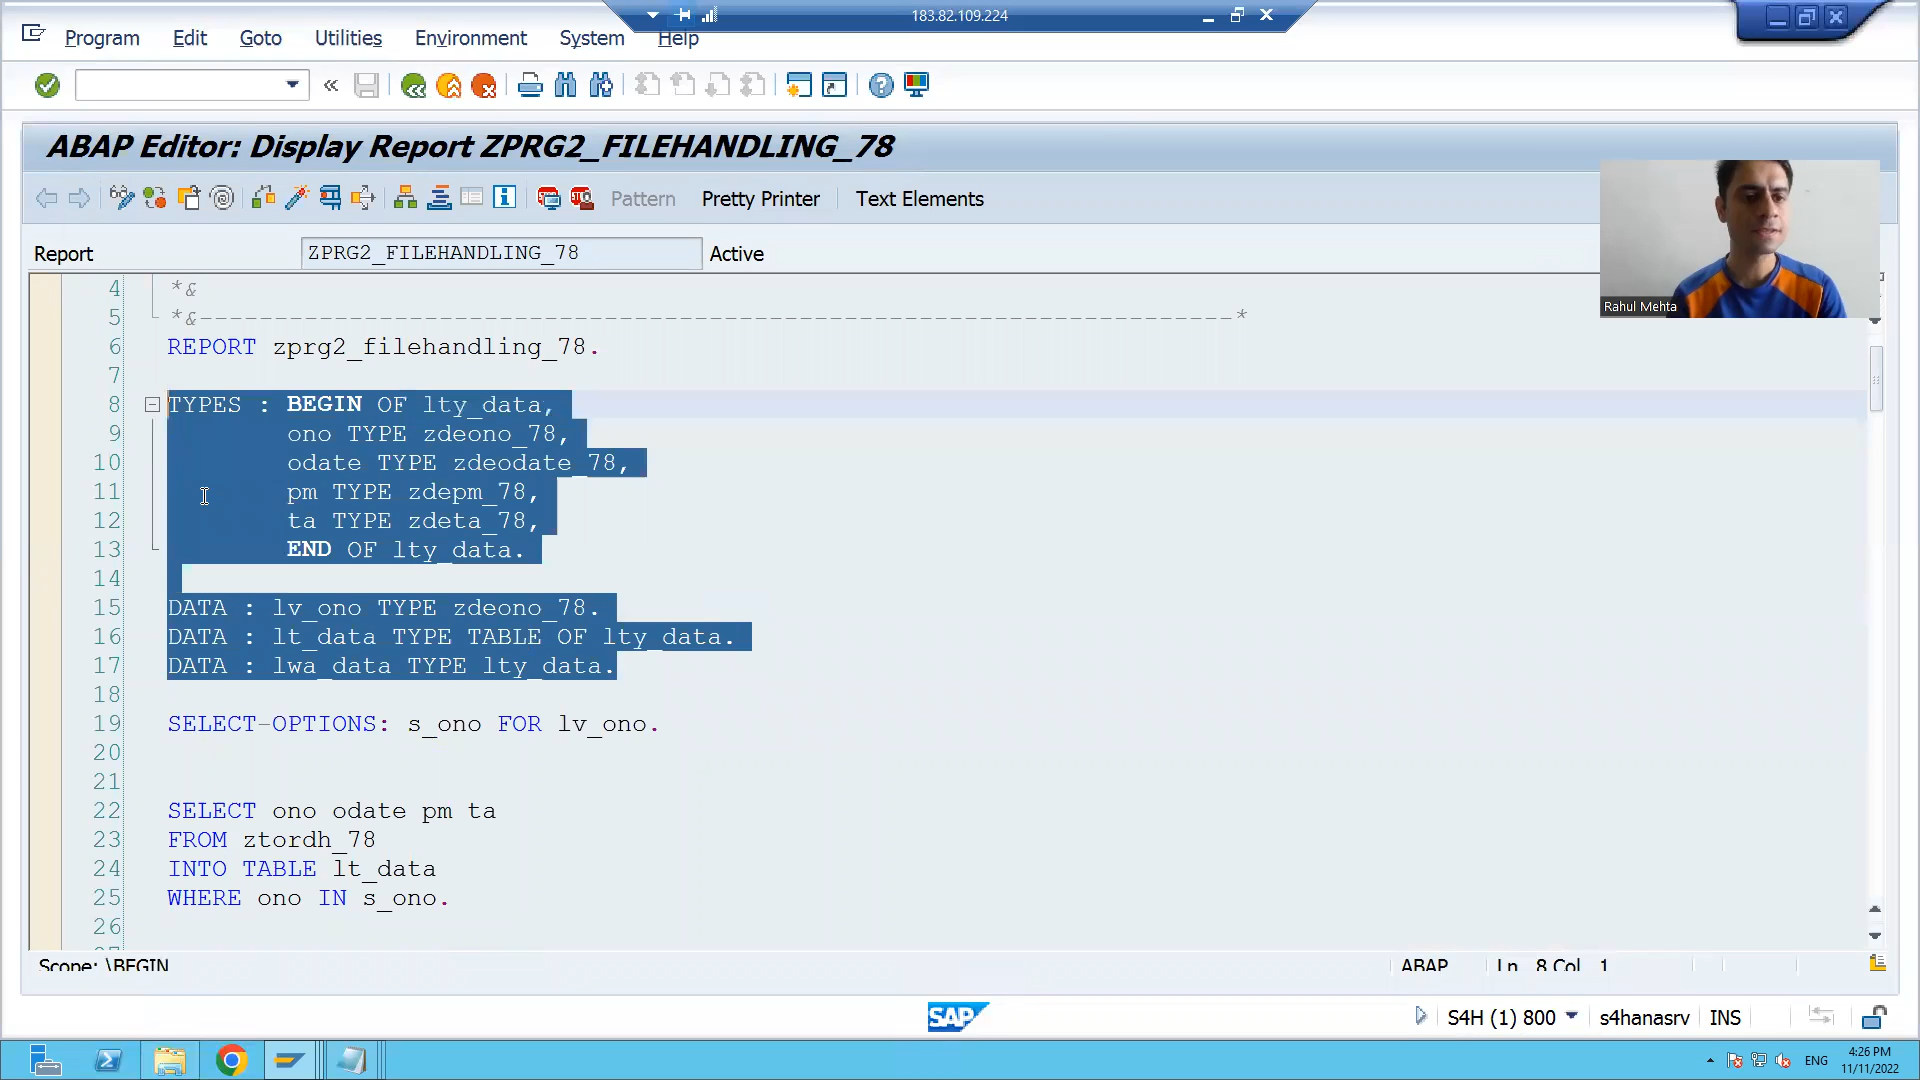 183.82.109.224
Program Edit Goto Utilities Environment System Help
ABAP Editor: Display Report ZPRG2_FILEHANDLING_78
Pattern Pretty Printer Text Elements
Report ZPRG2_FILEHANDLING_78 Active
Rahul Mehta
4 *&
5 *&---------------------------------------------------------------------*
6 REPORT zprg2_filehandling_78.
7
8 TYPES : BEGIN OF lty_data,
9 ono TYPE zdeono_78,
10 odate TYPE zdeodate_78,
11 pm TYPE zdepm_78,
12 ta TYPE zdeta_78,
13 END OF lty_data.
14
15 DATA : lv_ono TYPE zdeono_78.
16 DATA : lt_data TYPE TABLE OF lty_data.
17 DATA : lwa_data TYPE lty_data.
18
19 SELECT-OPTIONS: s_ono FOR lv_ono.
20
21
22 SELECT ono odate pm ta
23 FROM ztordh_78
24 INTO TABLE lt_data
25 WHERE ono IN s_ono.
26
Scope: \BEGIN ABAP Ln 8 Col 1
SAP S4H (1) 800 s4hanasrv INS
ENG 4:26 PM
11/11/2022